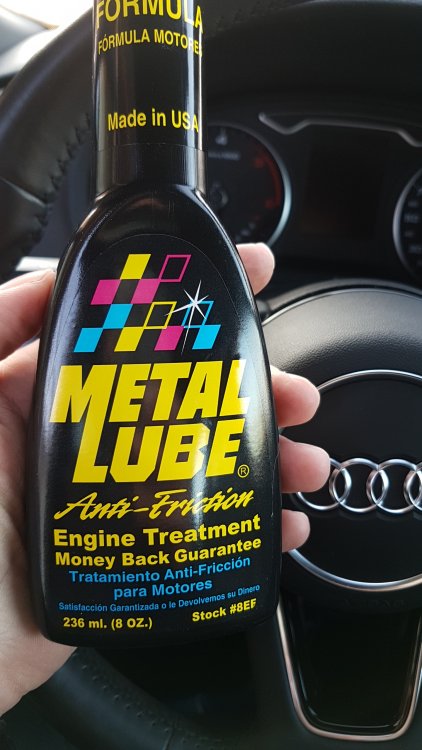 FORMULA
FÓRMULA MOTORES
Made in USA
METAL
LUBE®
Anti-Friction
Engine Treatment
Money Back Guarantee
Tratamiento Anti-Fricción
para Motores
Satisfacción Garantizada o le Devolvemos su Dinero
236 ml. (8 OZ.) Stock #8EF